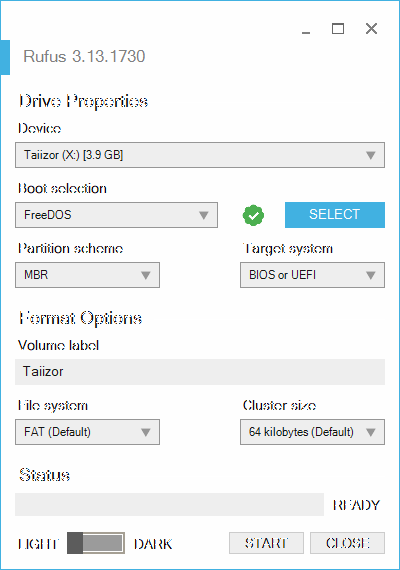 Rufus 3.13.1730
Drive Properties
Device
Taiizor (X:) [3.9 GB]
Boot selection
FreeDOS
SELECT
Partition scheme
Target system
MBR
BIOS or UEFI
Format Options
Volume label
Taiizor
File system
Cluster size
FAT (Default)
64 kilobytes (Default)
Status
READY
LIGHT
DARK
START
CLOSE